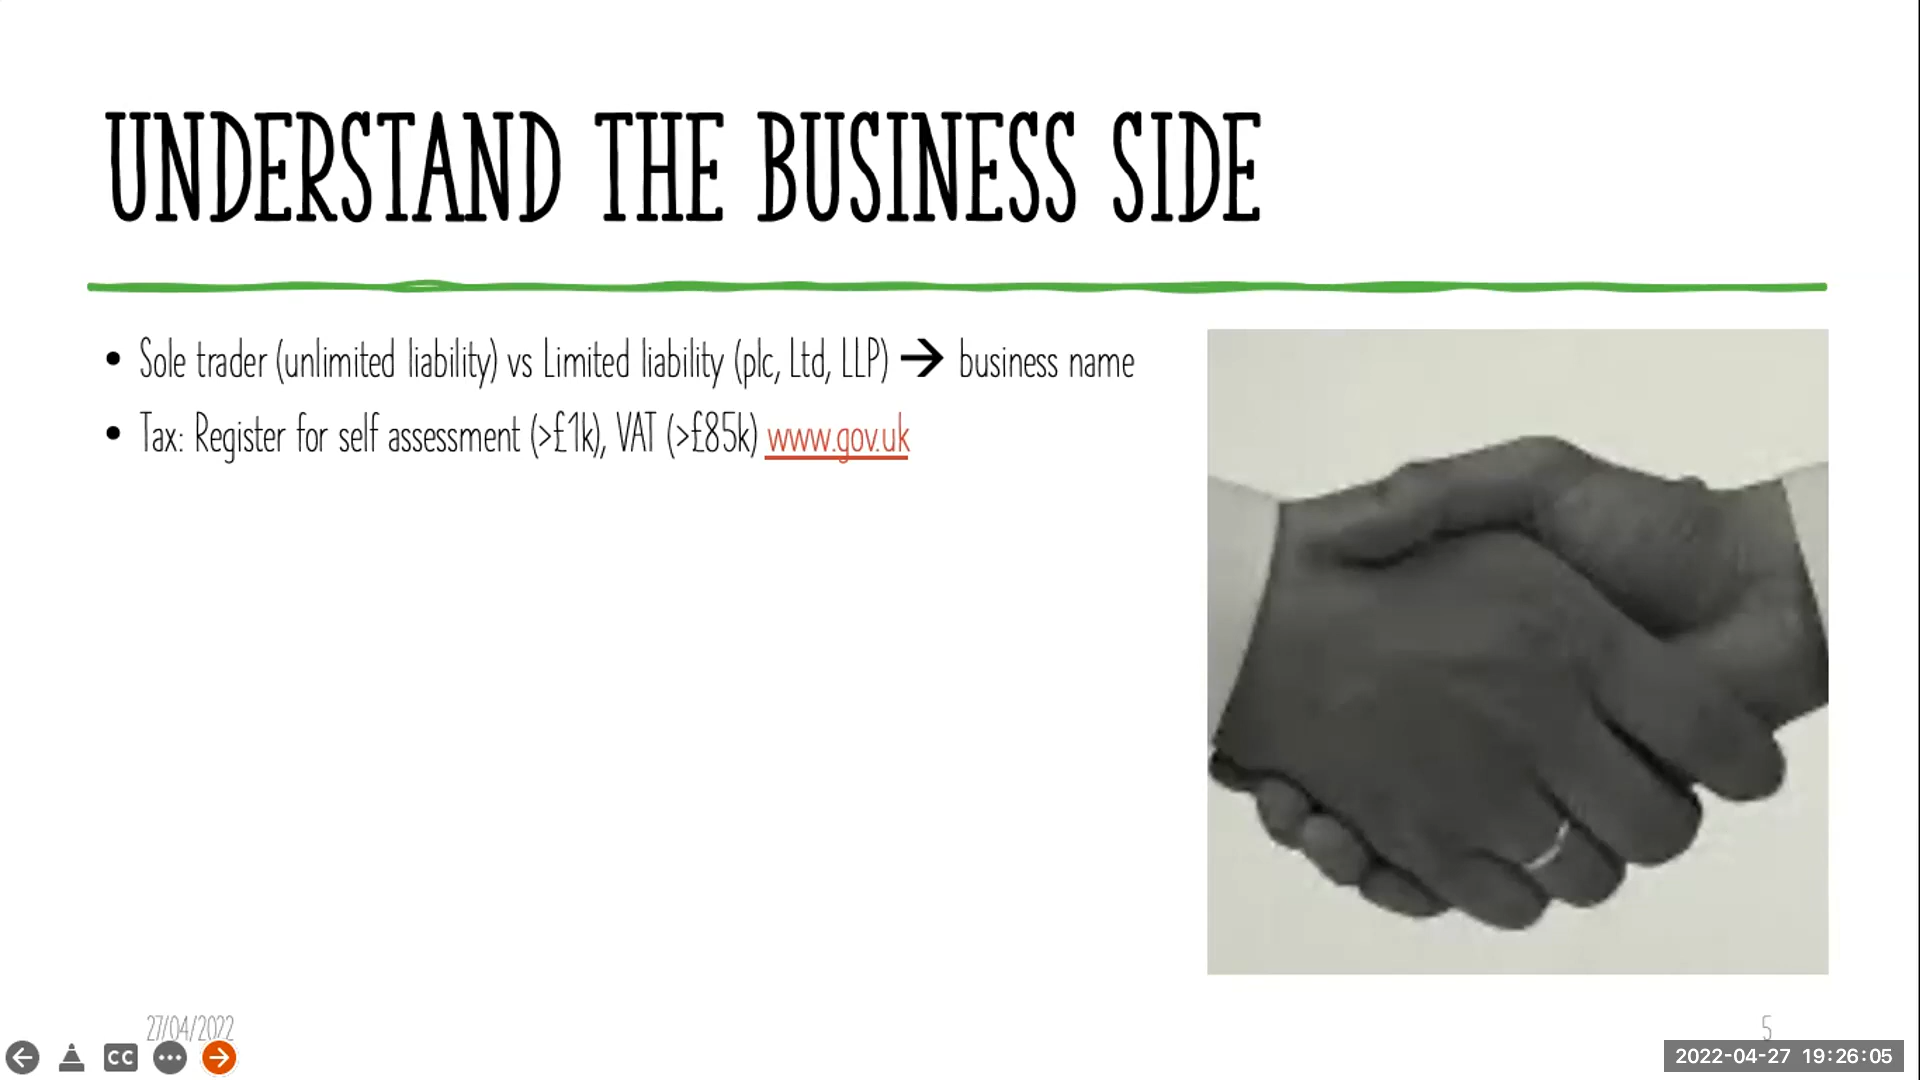 UNDERSTAND THE BUSINESS SIDE
• Sole trader (unlimited liability) vs Limited liability (plc, Ltd, LLP) → business name
• Tax: Register for self assessment (>£1k), VAT (>£85k) www.gov.uk
27/04/2022
5
CC
2022-04-27 19:26:05